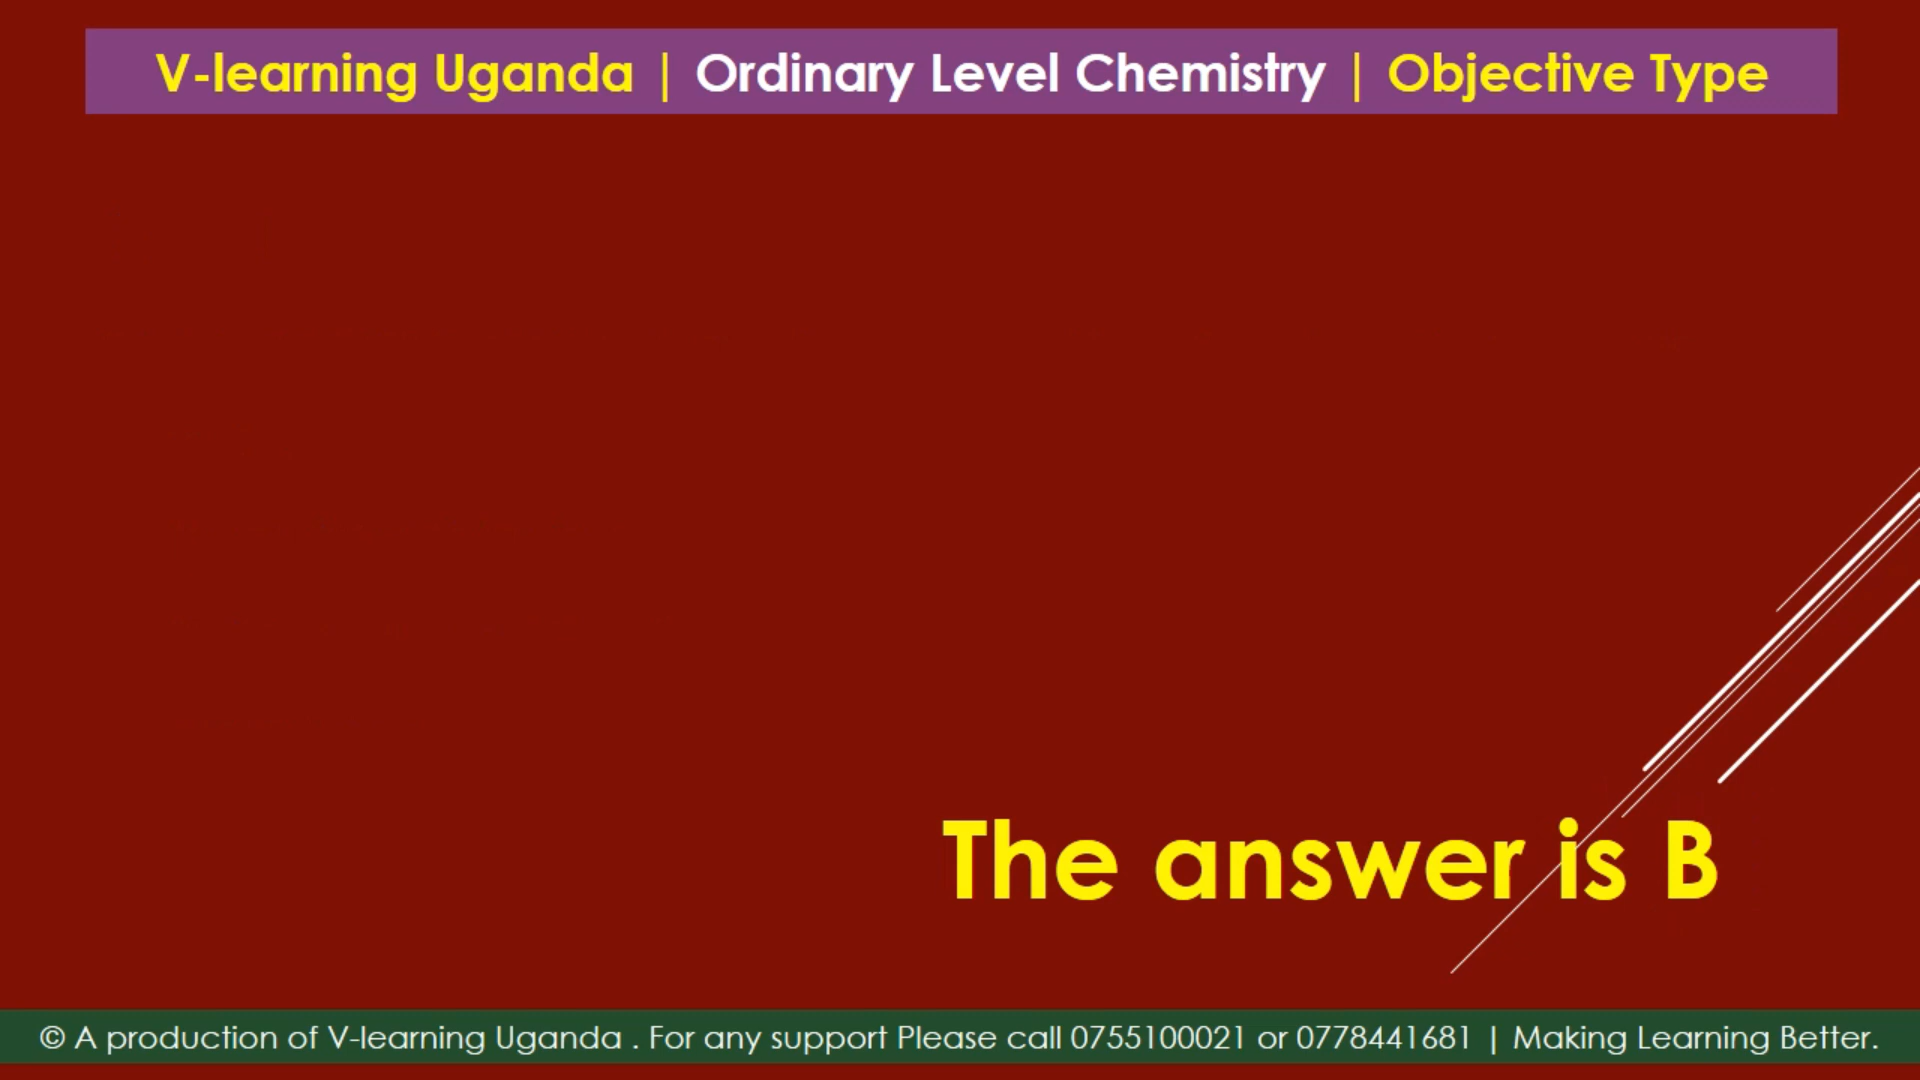 V-learning Uganda | Ordinary Level Chemistry | Objective Type
The answer is B
© A production of V-learning Uganda . For any support Please call 0755100021 or 0778441681 | Making Learning Better.